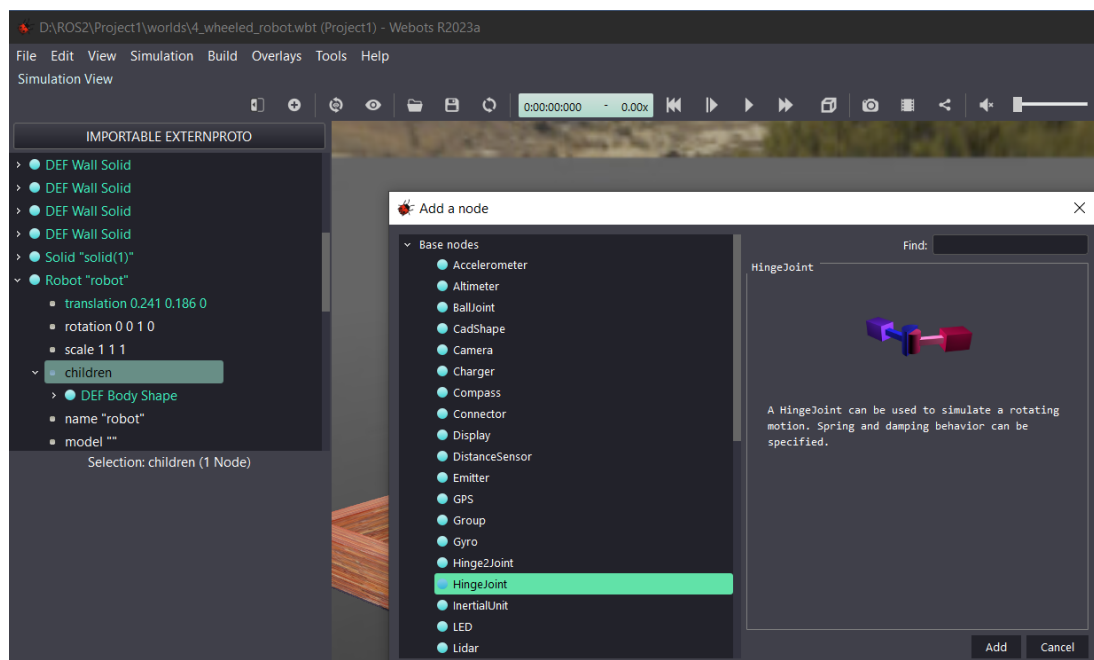 D:\ROS2\Project1\worlds\4_wheeled_robot.wbt (Project1) - Webots R2023a
File Edit View Simulation Build Overlays Tools Help
Simulation View
0:00:00:000 - 0.00x
IMPORTABLE EXTERNPROTO
DEF Wall Solid
DEF Wall Solid
DEF Wall Solid
DEF Wall Solid
Solid "solid(1)"
Robot "robot"
translation 0.241 0.186 0
rotation 0 0 1 0
scale 1 1 1
children
DEF Body Shape
name "robot"
model ""
Selection: children (1 Node)
Add a node
Base nodes
Accelerometer
Altimeter
BallJoint
CadShape
Camera
Charger
Compass
Connector
Display
DistanceSensor
Emitter
GPS
Group
Gyro
Hinge2Joint
HingeJoint
InertialUnit
LED
Lidar
Find:
HingeJoint
A HingeJoint can be used to simulate a rotating
motion. Spring and damping behavior can be
specified.
Add Cancel